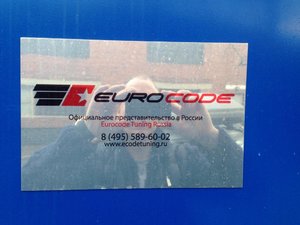 EUROCODE
Официальное представительство в России
Eurocode Tuning Russia
8 (495) 589-60-02
www.ecodetuning.ru